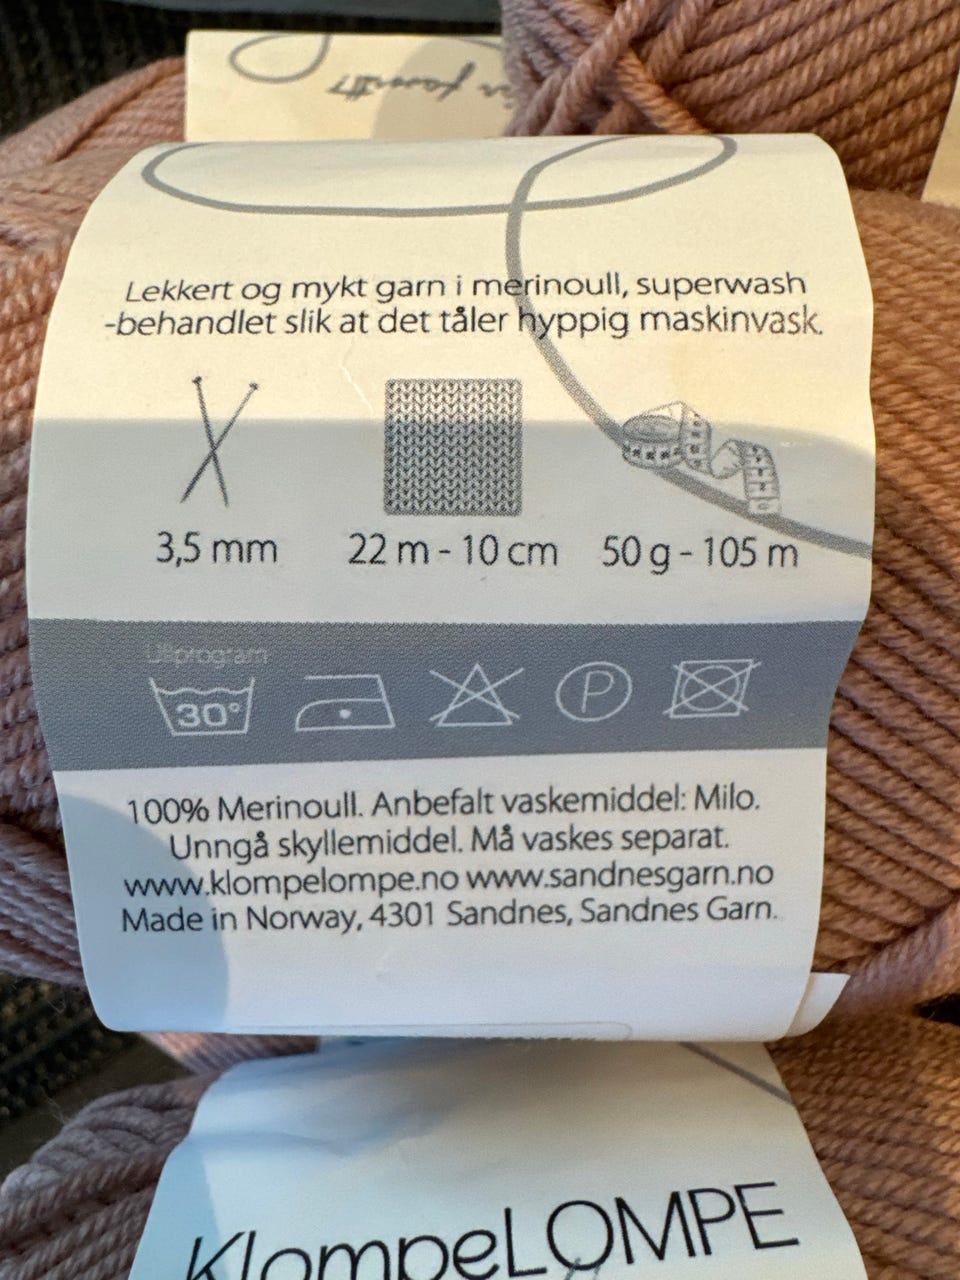 Lekkert og mykt garn i merinoull, superwash
-behandlet slik at det tåler hyppig maskinvask.
3,5 mm 22 m - 10 cm 50 g - 105 m
Ullprogram
30° P
100% Merinoull. Anbefalt vaskemiddel: Milo.
Unngå skyllemiddel. Må vaskes separat.
www.klompelompe.no www.sandnesgarn.no
Made in Norway, 4301 Sandnes, Sandnes Garn.
KlompeLOMPE